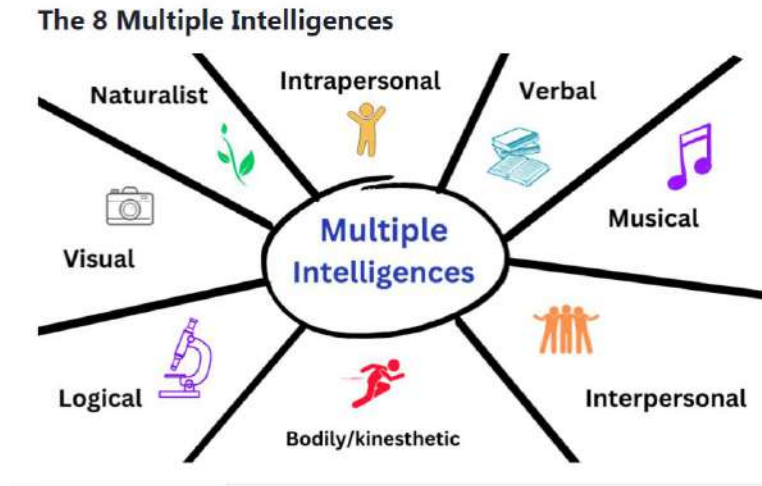 The 8 Multiple Intelligences
Intrapersonal
Verbal
Naturalist
Musical
Visual
Multiple
Intelligences
Logical
Interpersonal
Bodily/kinesthetic